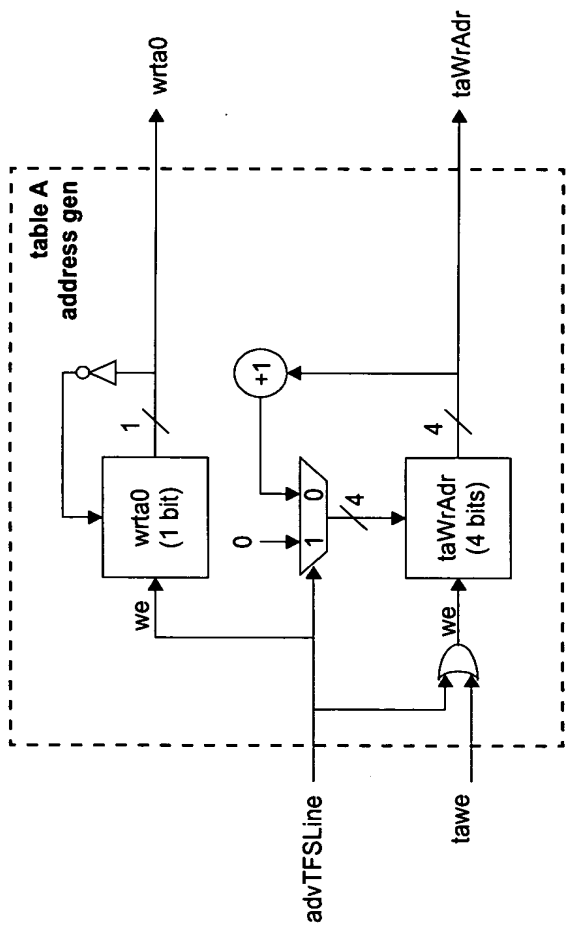 table A
address gen
wrta0
1
we
wrta0
(1 bit)
0
+1
1 0
4
advTFSLine
tawe
we
taWrAdr
(4 bits)
4
taWrAdr